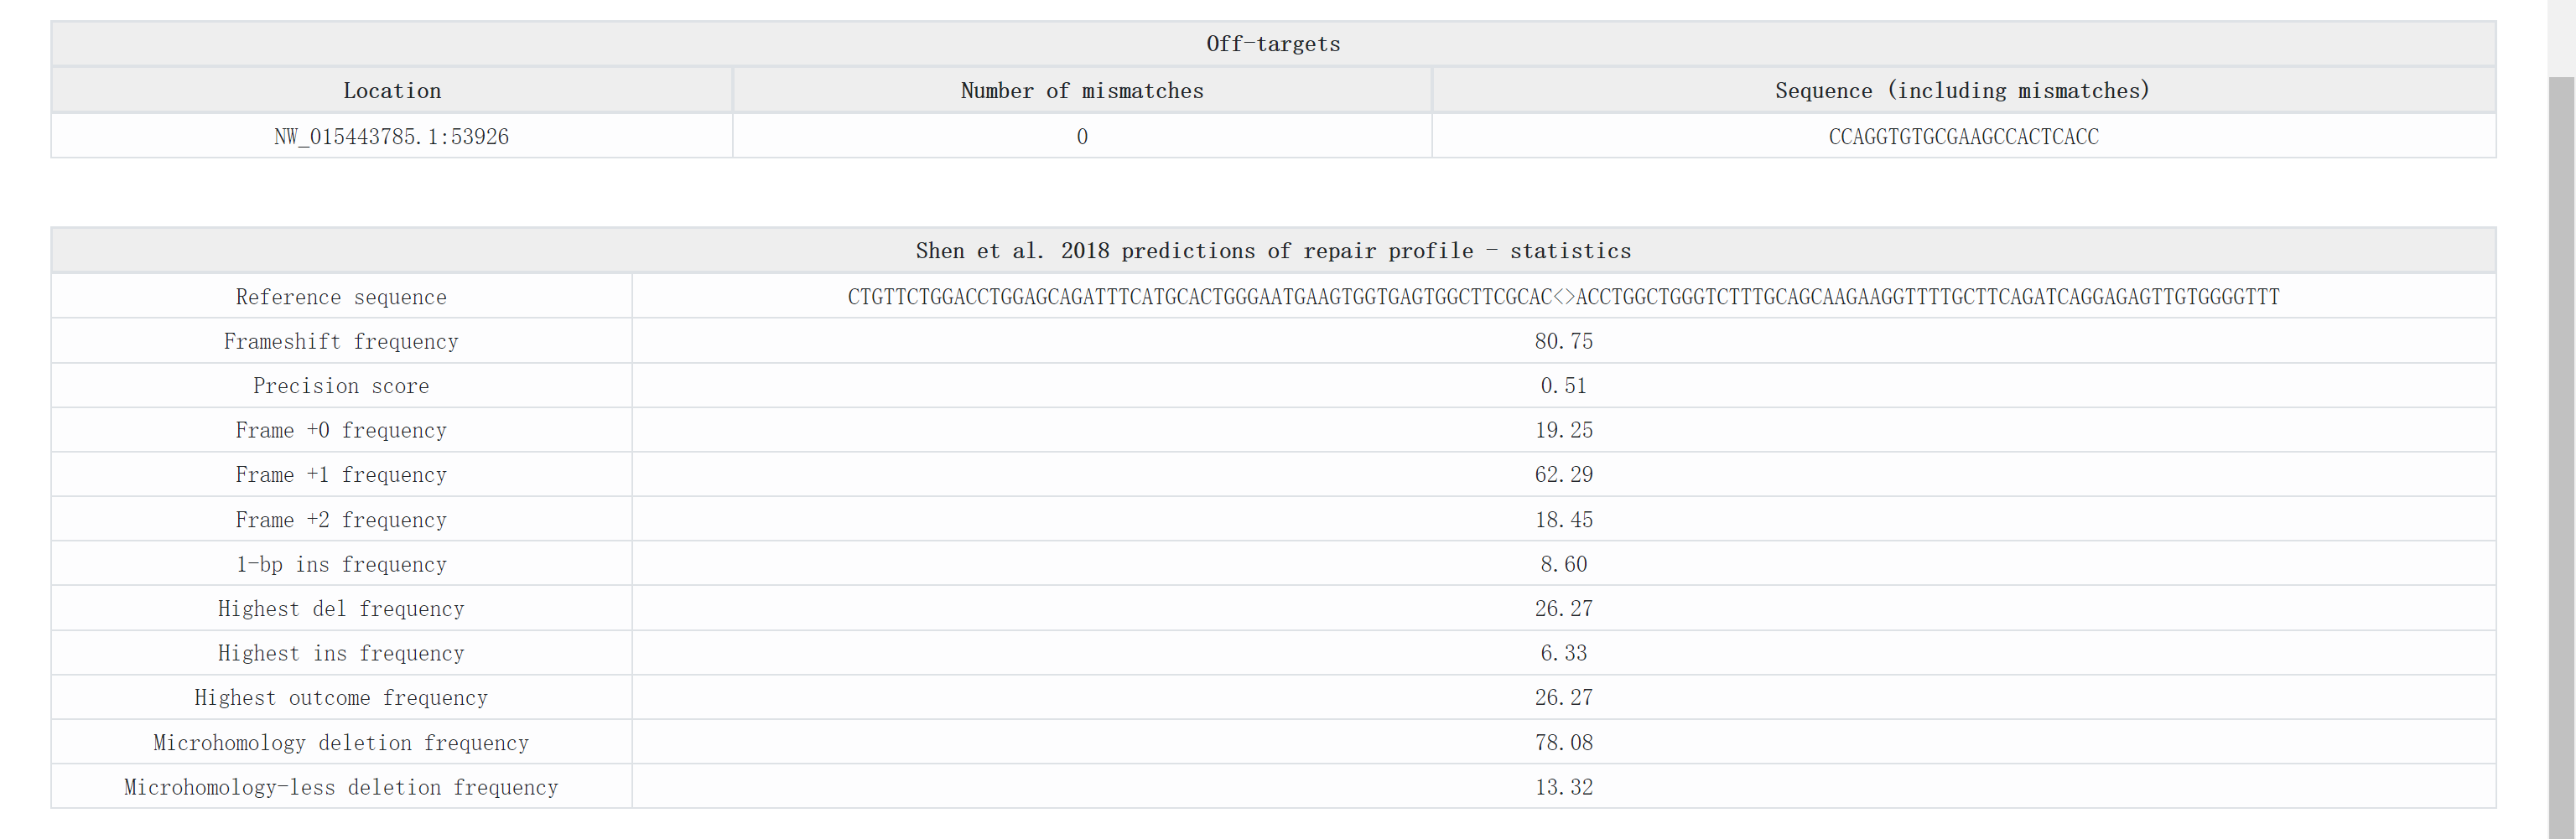 Off-targets
Location Number of mismatches Sequence (including mismatches)
NW_015443785.1:53926 0 CCAGGTGTGCGAAGCCACTCACC
Shen et al. 2018 predictions of repair profile - statistics
Reference sequence CTGTTCTGGACCTGGAGCAGATTTCATGCACTGGGAATGAAGTGGTGAGTGGCTTCGCAC<>ACCTGGCTGGGTCTTTGCAGCAAGAAGGTTTTGCTTCAGATCAGGAGAGTTGTGGGGTTT
Frameshift frequency 80.75
Precision score 0.51
Frame +0 frequency 19.25
Frame +1 frequency 62.29
Frame +2 frequency 18.45
1-bp ins frequency 8.60
Highest del frequency 26.27
Highest ins frequency 6.33
Highest outcome frequency 26.27
Microhomology deletion frequency 78.08
Microhomology-less deletion frequency 13.32